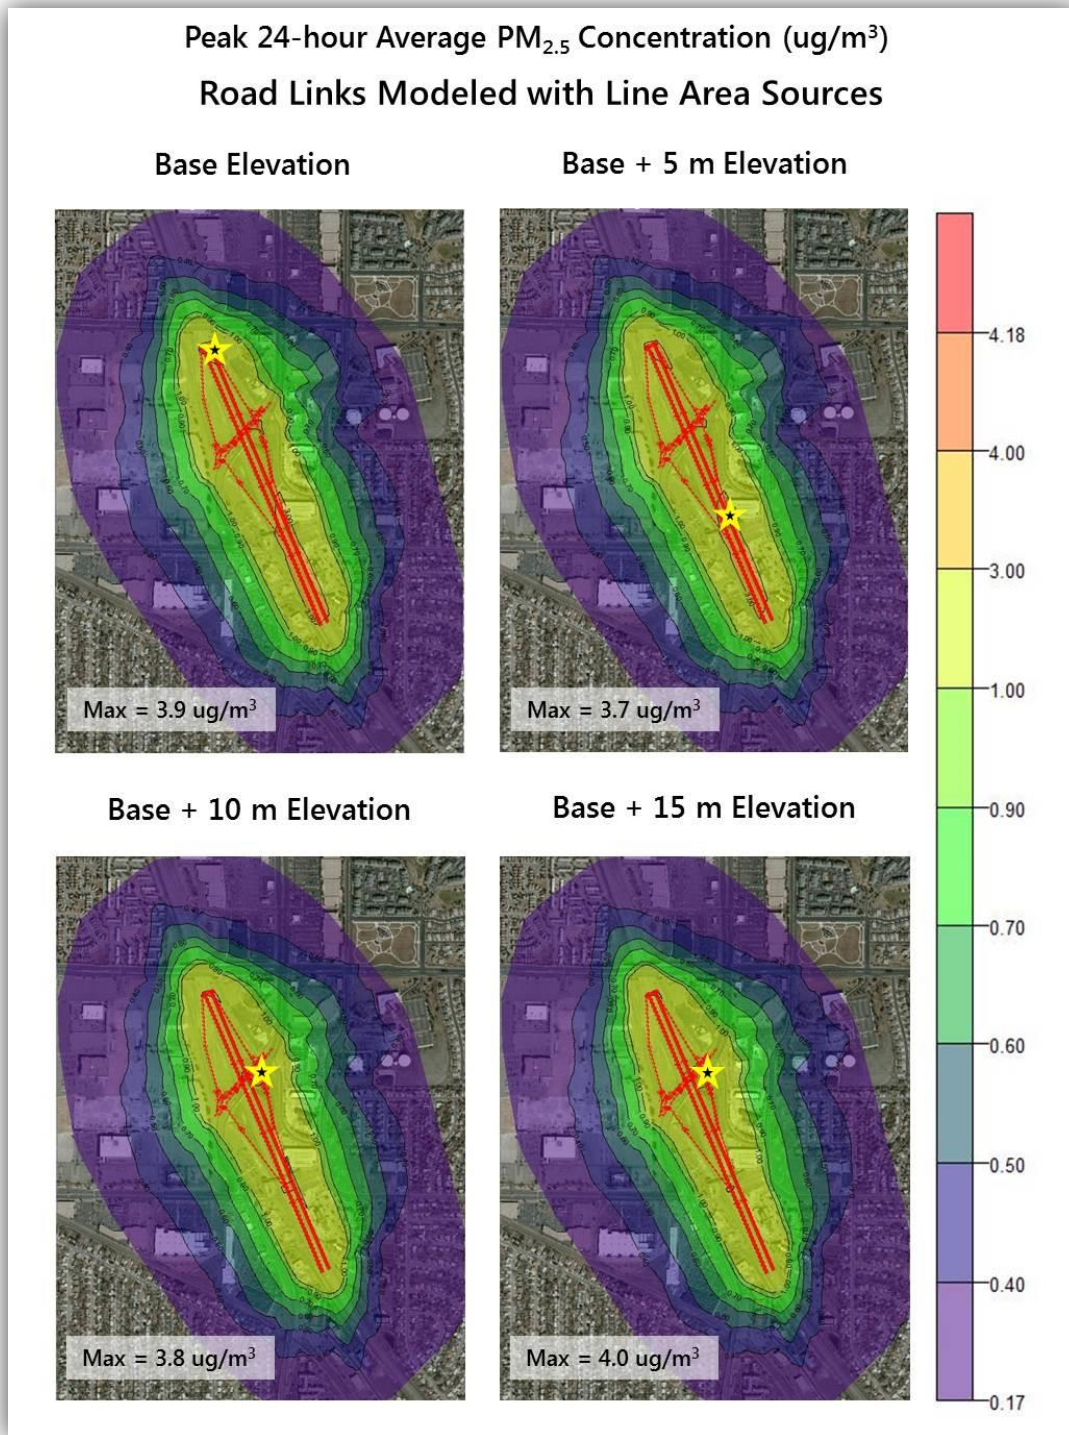 Peak 24-hour Average PM2.5 Concentration (ug/m³)
Road Links Modeled with Line Area Sources
Base Elevation
Base + 5 m Elevation
Max = 3.9 ug/m³
Max = 3.7 ug/m³
Base + 10 m Elevation
Base + 15 m Elevation
Max = 3.8 ug/m³
Max = 4.0 ug/m³
4.18
4.00
3.00
1.00
0.90
0.70
0.60
0.50
0.40
0.17